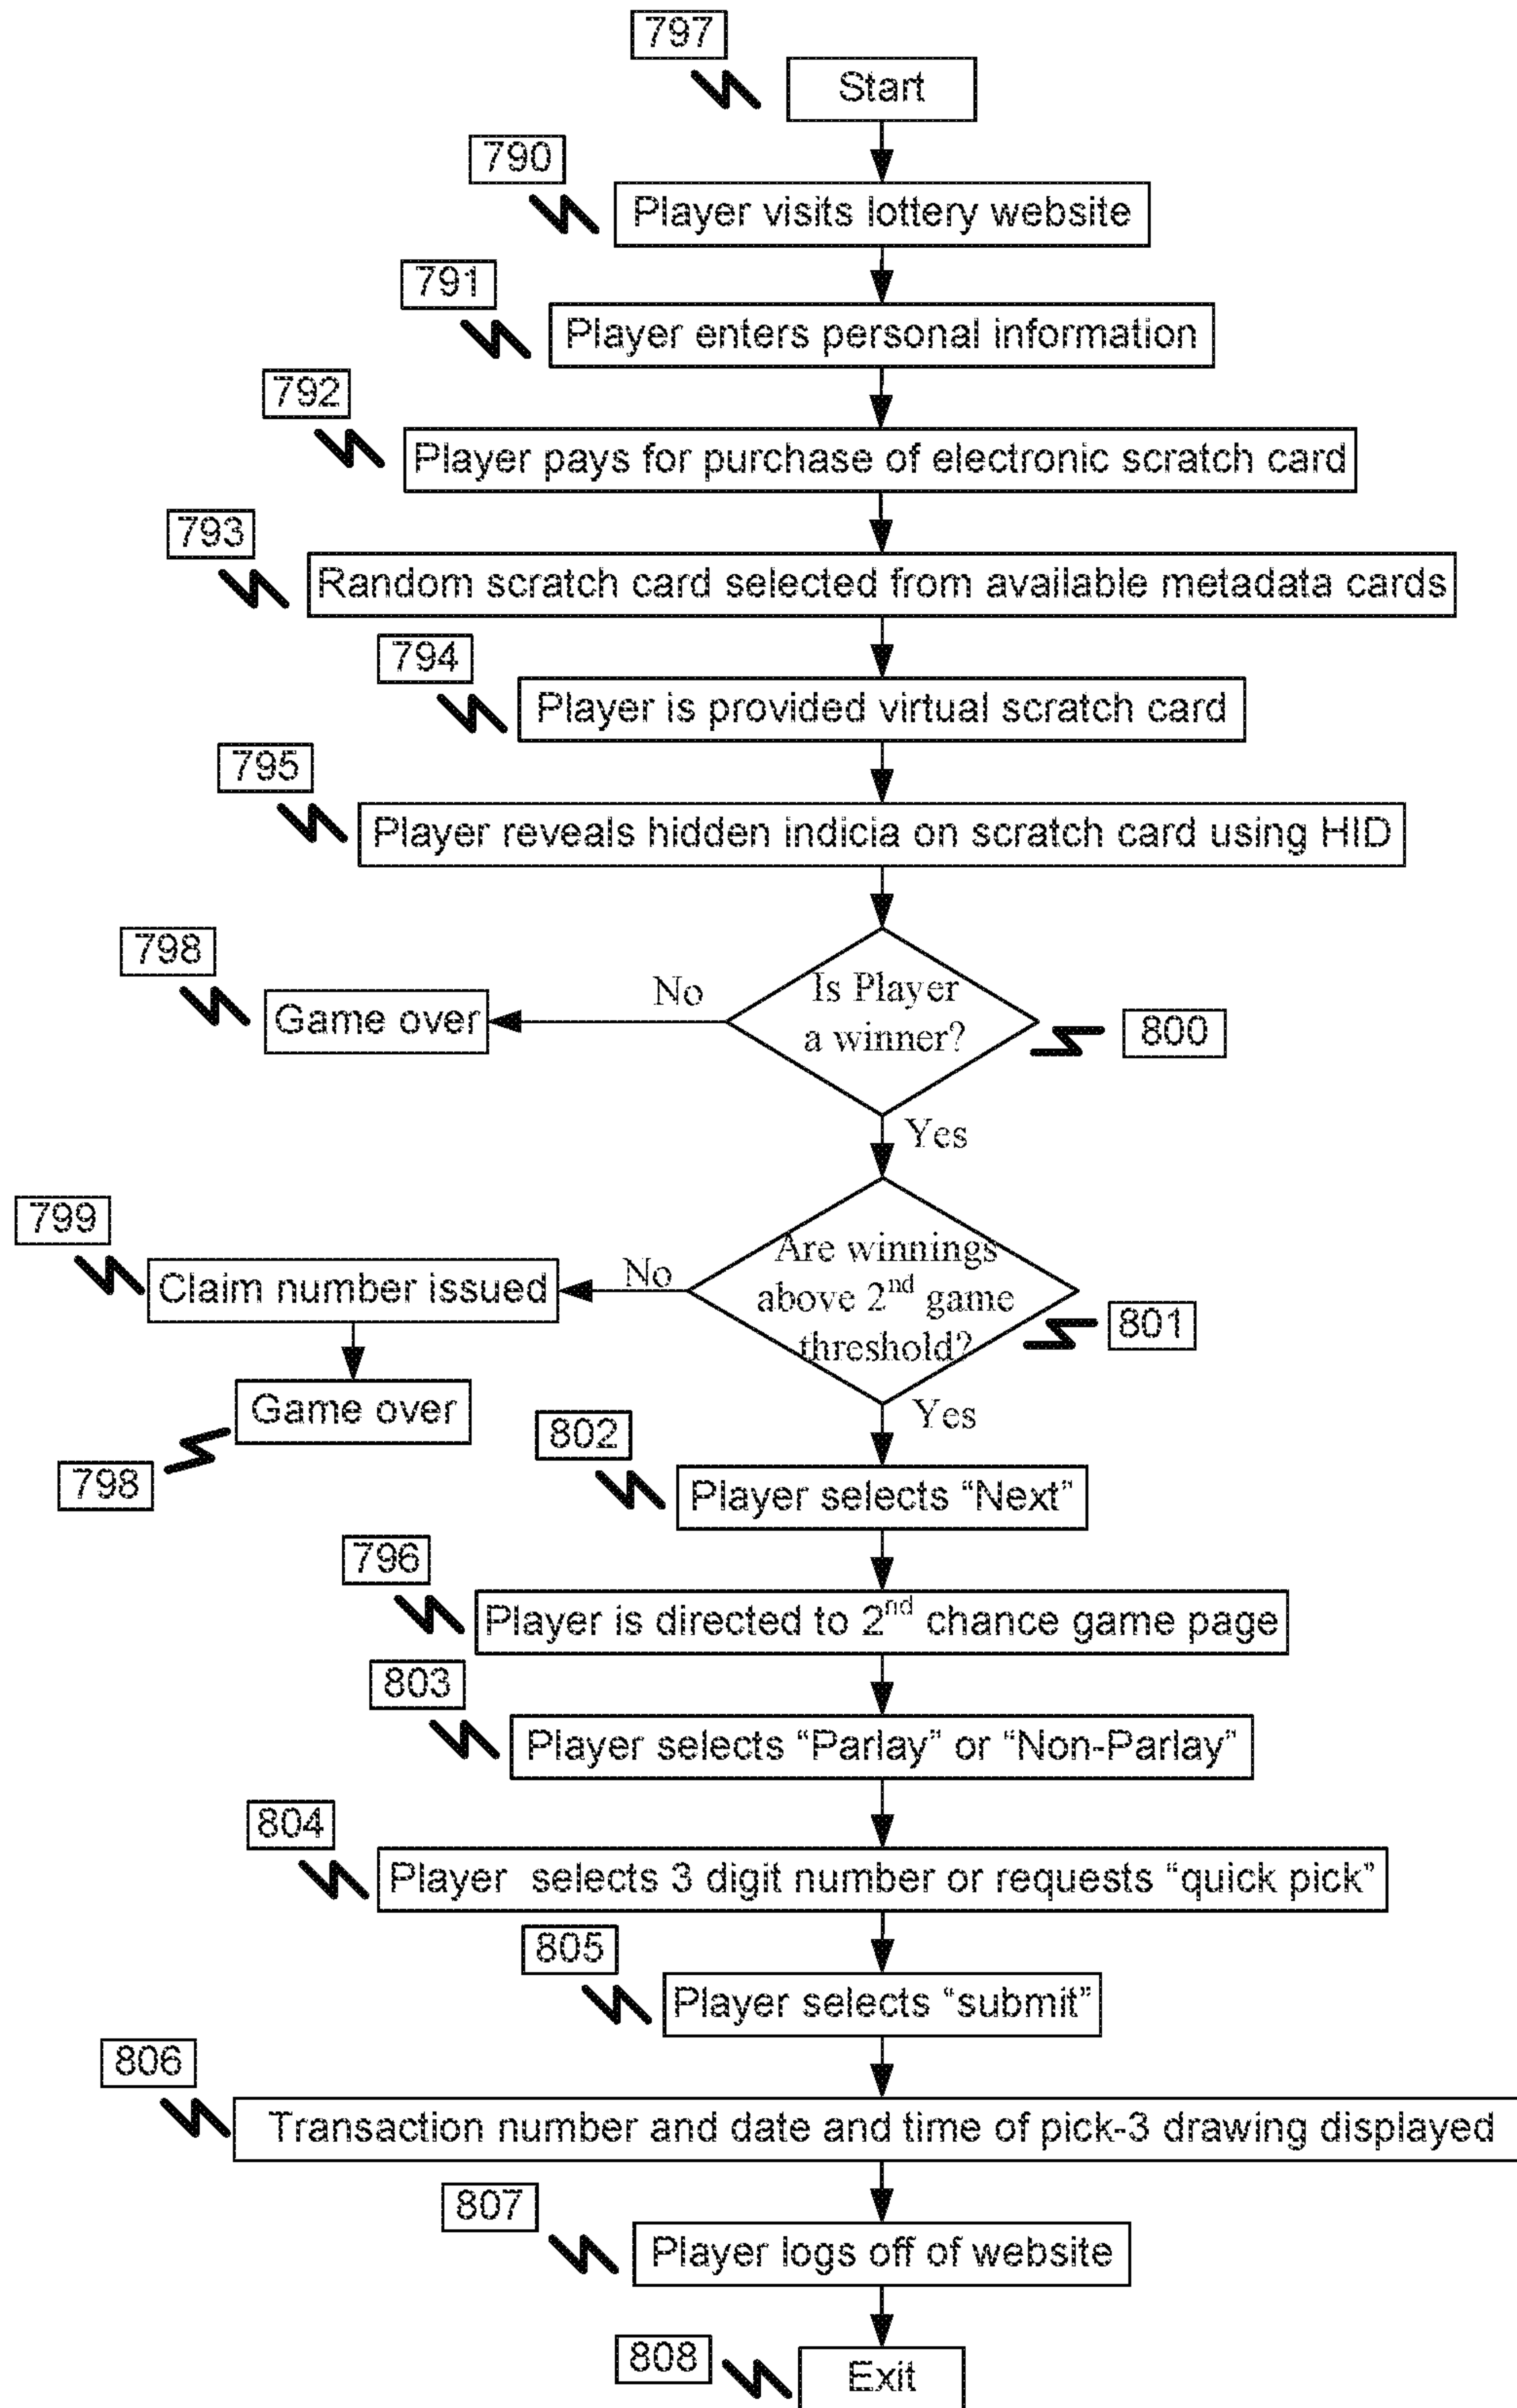 797
Start
790
Player visits lottery website
791
Player enters personal information
792
Player pays for purchase of electronic scratch card
793
Random scratch card selected from available metadata cards
794
Player is provided virtual scratch card
795
Player reveals hidden indicia on scratch card using HID
798
Game over
No
Is Player
a winner?
800
Yes
799
Claim number issued
No
Are winnings
above 2nd game
threshold?
801
Game over
798
Yes
802
Player selects “Next”
796
Player is directed to 2nd chance game page
803
Player selects “Parlay” or “Non-Parlay”
804
Player selects 3 digit number or requests “quick pick”
805
Player selects “submit”
806
Transaction number and date and time of pick-3 drawing displayed
807
Player logs off of website
808
Exit